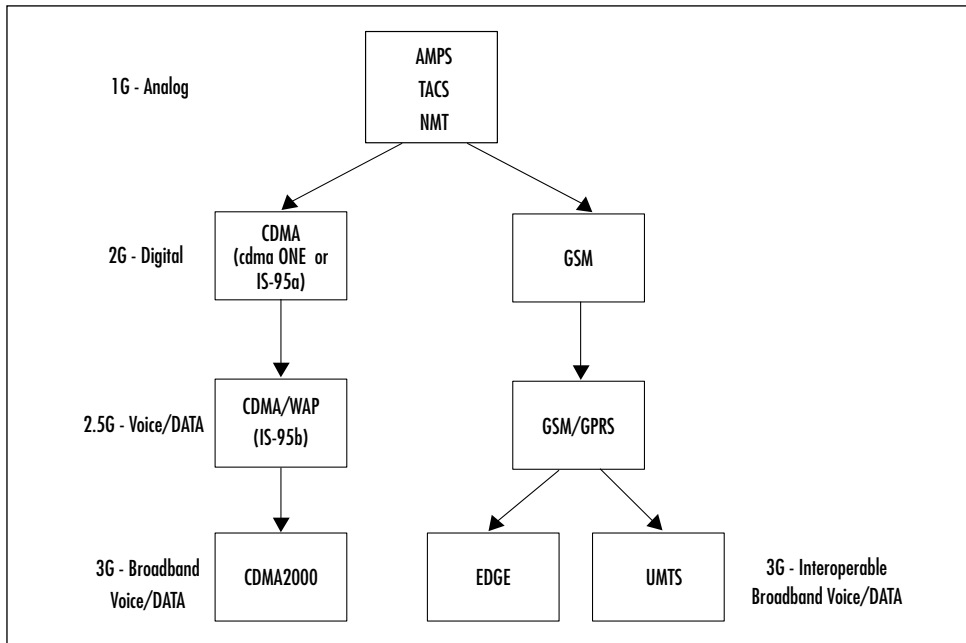 AMPS
TACS
NMT
1G - Analog
2G - Digital
CDMA
(cdma ONE or
IS-95a)
GSM
2.5G - Voice/DATA
CDMA/WAP
(IS-95b)
GSM/GPRS
3G - Broadband
Voice/DATA
CDMA2000
EDGE
UMTS
3G - Interoperable
Broadband Voice/DATA